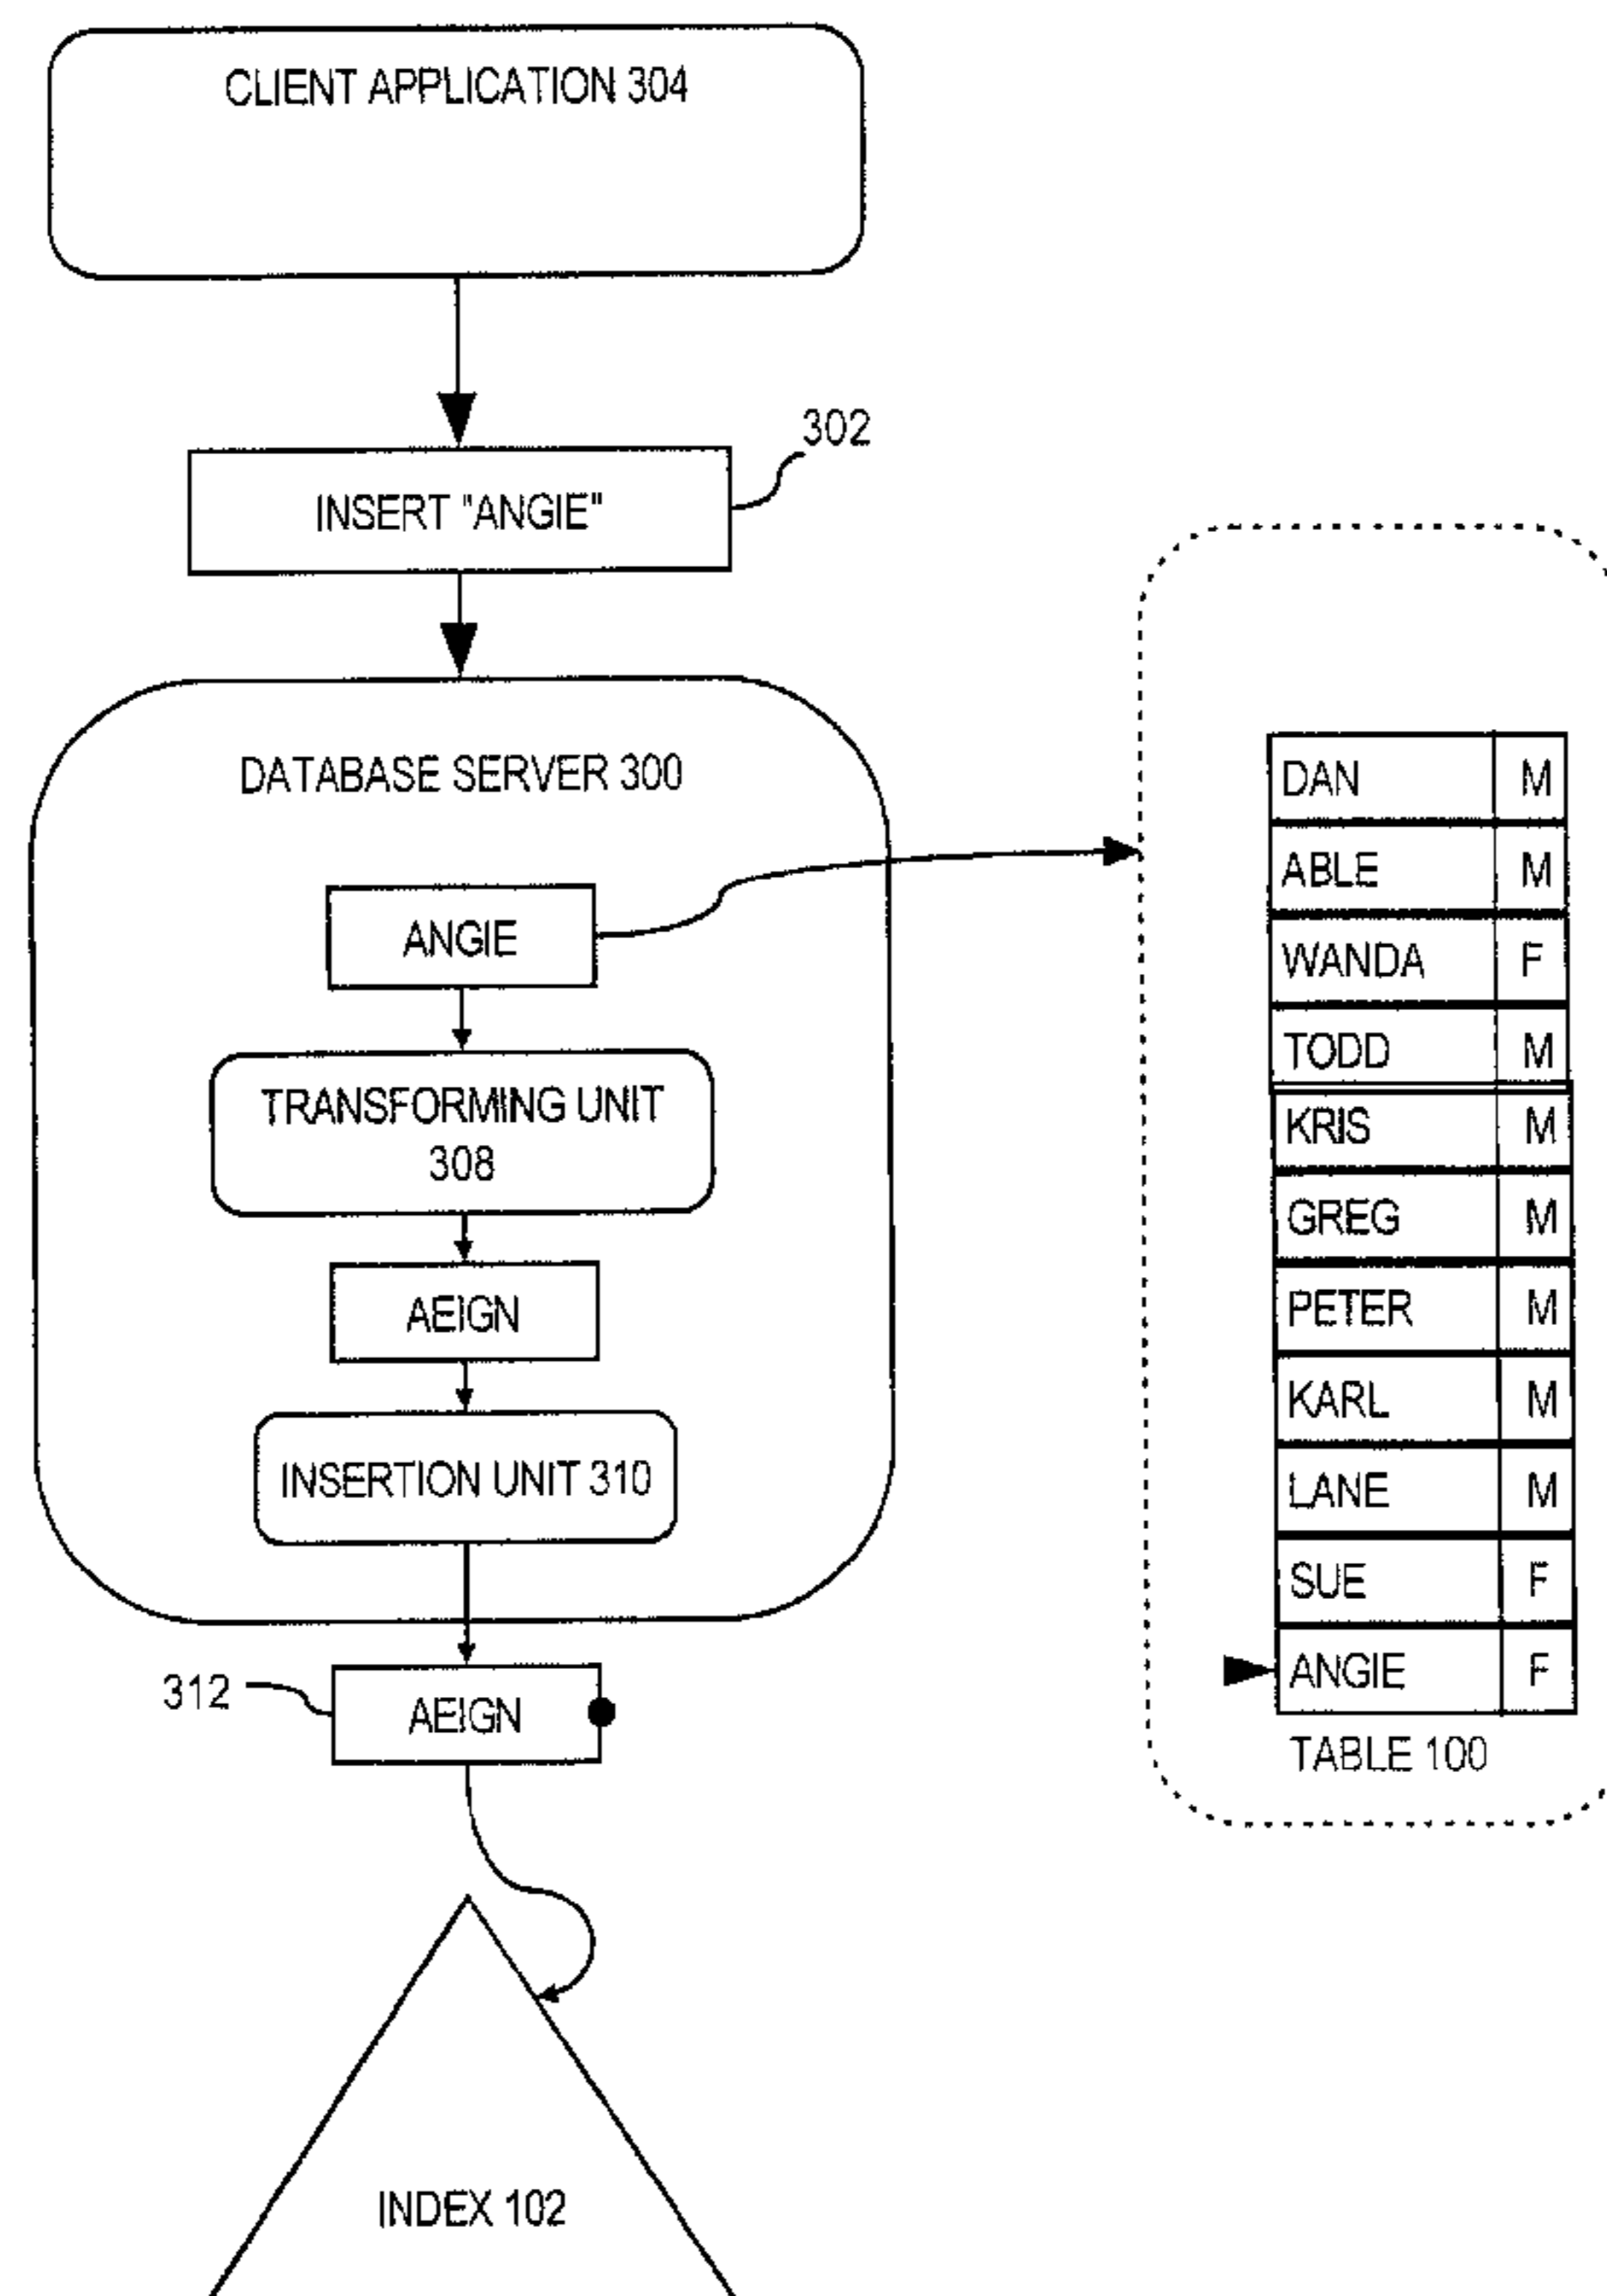 CLIENT APPLICATION 304
302
INSERT "ANGIE"
DATABASE SERVER 300
ANGIE
TRANSFORMING UNIT
308
AEIGN
INSERTION UNIT 310
312
AEIGN
INDEX 102
DAN M
ABLE M
WANDA F
TODD M
KRIS M
GREG M
PETER M
KARL M
LANE M
SUE F
ANGIE F
TABLE 100